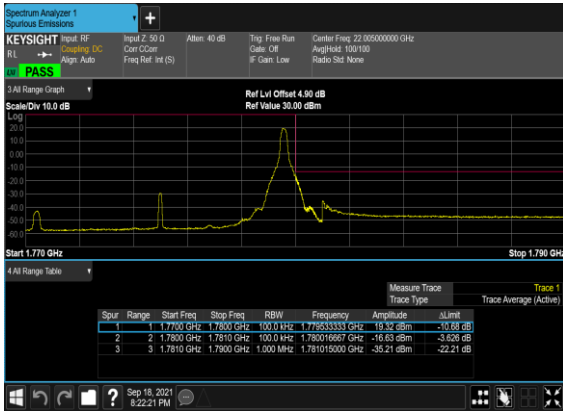 Spectrum Analyzer 1
Spurious Emissions
KEYSIGHT Input: RF Input Z: 50 Ω Atten: 40 dB Trig: Free Run Center Freq: 22.005000000 GHz
RL Coupling: DC Corr CCorr Gate: Off Avg|Hold: 100/100
Align: Auto Freq Ref: Int (S) IF Gain: Low Radio Std: None
PASS
3 All Range Graph
Ref Lvl Offset 4.90 dB
Scale/Div 10.0 dB Ref Value 30.00 dBm
Log
20.0
10.0
0.00
-10.0
-20.0
-30.0
-40.0
-50.0
-60.0
Start 1.770 GHz Stop 1.790 GHz
4 All Range Table
Measure Trace Trace 1
Trace Type Trace Average (Active)
Spur Range Start Freq Stop Freq RBW Frequency Amplitude ΔLimit
1 1 1.7700 GHz 1.7800 GHz 100.0 kHz 1.779533333 GHz 19.32 dBm -10.68 dB
2 2 1.7800 GHz 1.7810 GHz 100.0 kHz 1.780016667 GHz -16.63 dBm -3.626 dB
3 3 1.7810 GHz 1.7900 GHz 1.000 MHz 1.781015000 GHz -35.21 dBm -22.21 dB
? Sep 18, 2021
8:22:21 PM